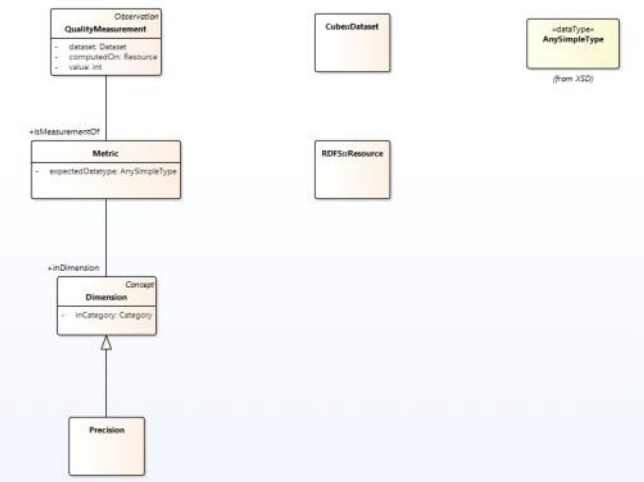 Observation
QualityMeasurement
- dataset: Dataset
- computedOn: Resource
- value: int
+isMeasurementOf
Metric
- expectedDatatype: AnySimpleType
+inDimension
Concept
Dimension
- inCategory: Category
Precision
Cube::Dataset
RDFS::Resource
«dataType»
AnySimpleType
(from XSD)